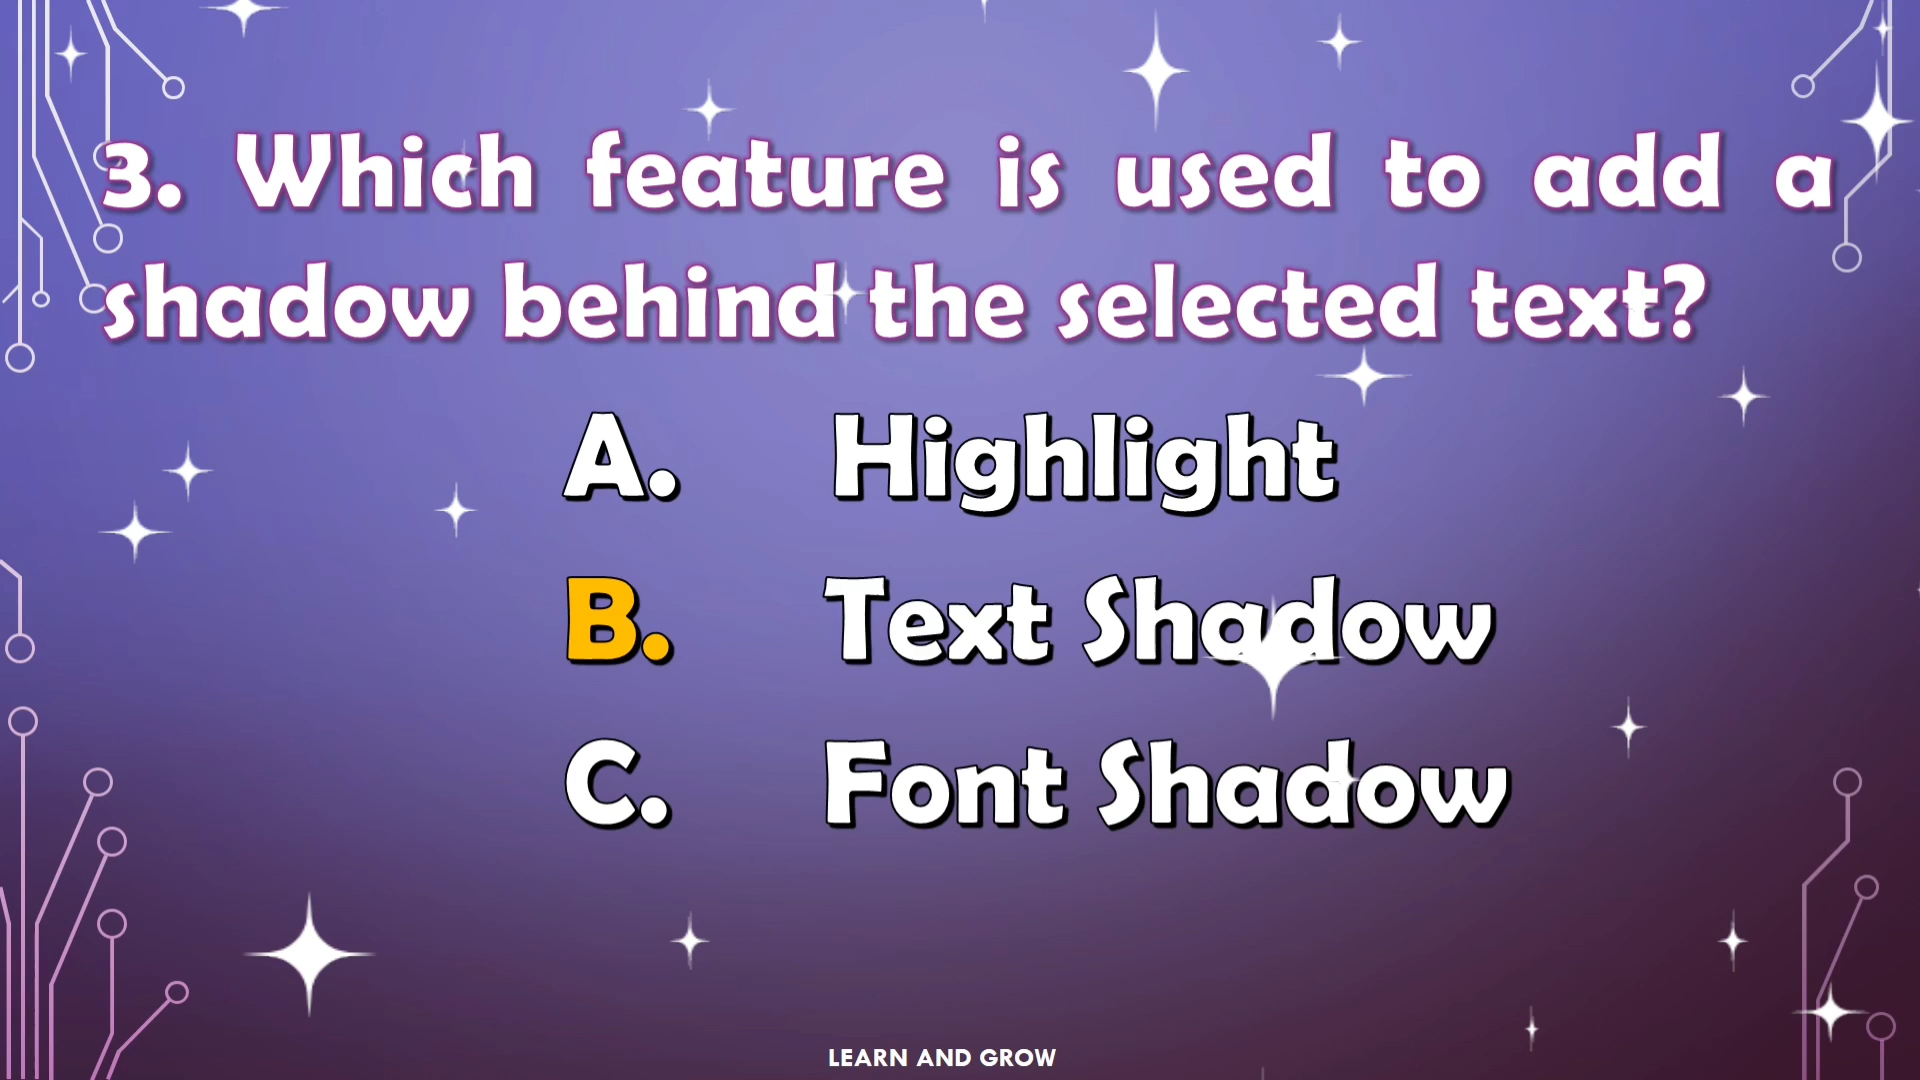 3. Which feature is used to add a
shadow behind the selected text?
A. Highlight
B. Text Shadow
C. Font Shadow
LEARN AND GROW